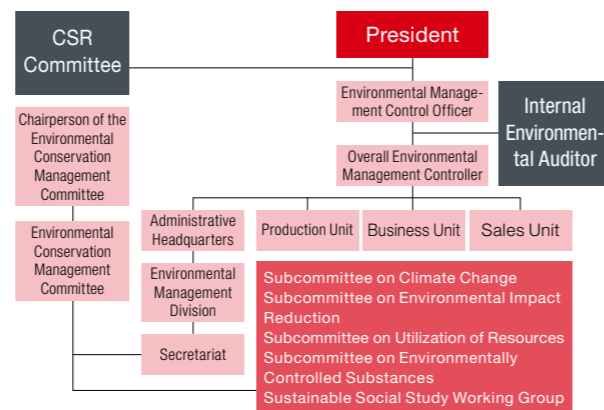 CSR
Committee
President
Environmental Manage-
ment Control Officer
Internal
Environmen-
tal Auditor
Chairperson of the
Environmental
Conservation
Management
Committee
Overall Environmental
Management Controller
Environmental
Conservation
Management
Committee
Administrative
Headquarters
Production Unit
Business Unit
Sales Unit
Environmental
Management
Division
Secretariat
Subcommittee on Climate Change
Subcommittee on Environmental Impact
Reduction
Subcommittee on Utilization of Resources
Subcommittee on Environmentally
Controlled Substances
Sustainable Social Study Working Group